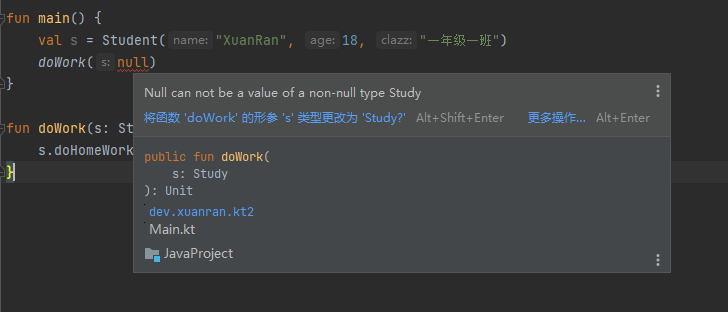 fun main() {
val s = Student( name: "XuanRan", age: 18, clazz: "一年级一班")
doWork( s: null)
}
Null can not be a value of a non-null type Study
将函数 'doWork' 的形参 's' 类型更改为 'Study?' Alt+Shift+Enter 更多操作... Alt+Enter
fun doWork(s: St
public fun doWork(
s.doHomeWork
s: Study
}
): Unit
dev.xuanran.kt2
Main.kt
JavaProject